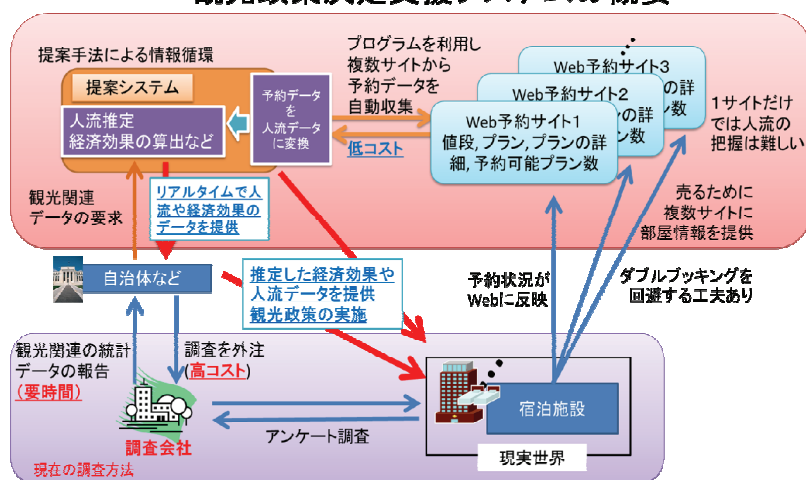 提案手法による情報循環
提案システム
人流推定
経済効果の算出など
予約データ
を
人流データ
に変換
プログラムを利用し
複数サイトから
予約データを
自動収集
低コスト
Web予約サイト3
の詳
ン数
Web予約サイト2
の詳
ン数
Web予約サイト1
値段, プラン, プランの詳
細, 予約可能プラン数
1サイトだけ
では人流の
把握は難しい
観光関連
データの要求
リアルタイムで人
流や経済効果の
データを提供
売るために
複数サイトに
部屋情報を提供
自治体など
推定した経済効果や
人流データを提供
観光政策の実施
予約状況が
Webに反映
ダブルブッキングを
回避する工夫あり
観光関連の統計
データの報告
(要時間)
調査を外注
(高コスト)
調査会社
アンケート調査
宿泊施設
現実世界
現在の調査方法